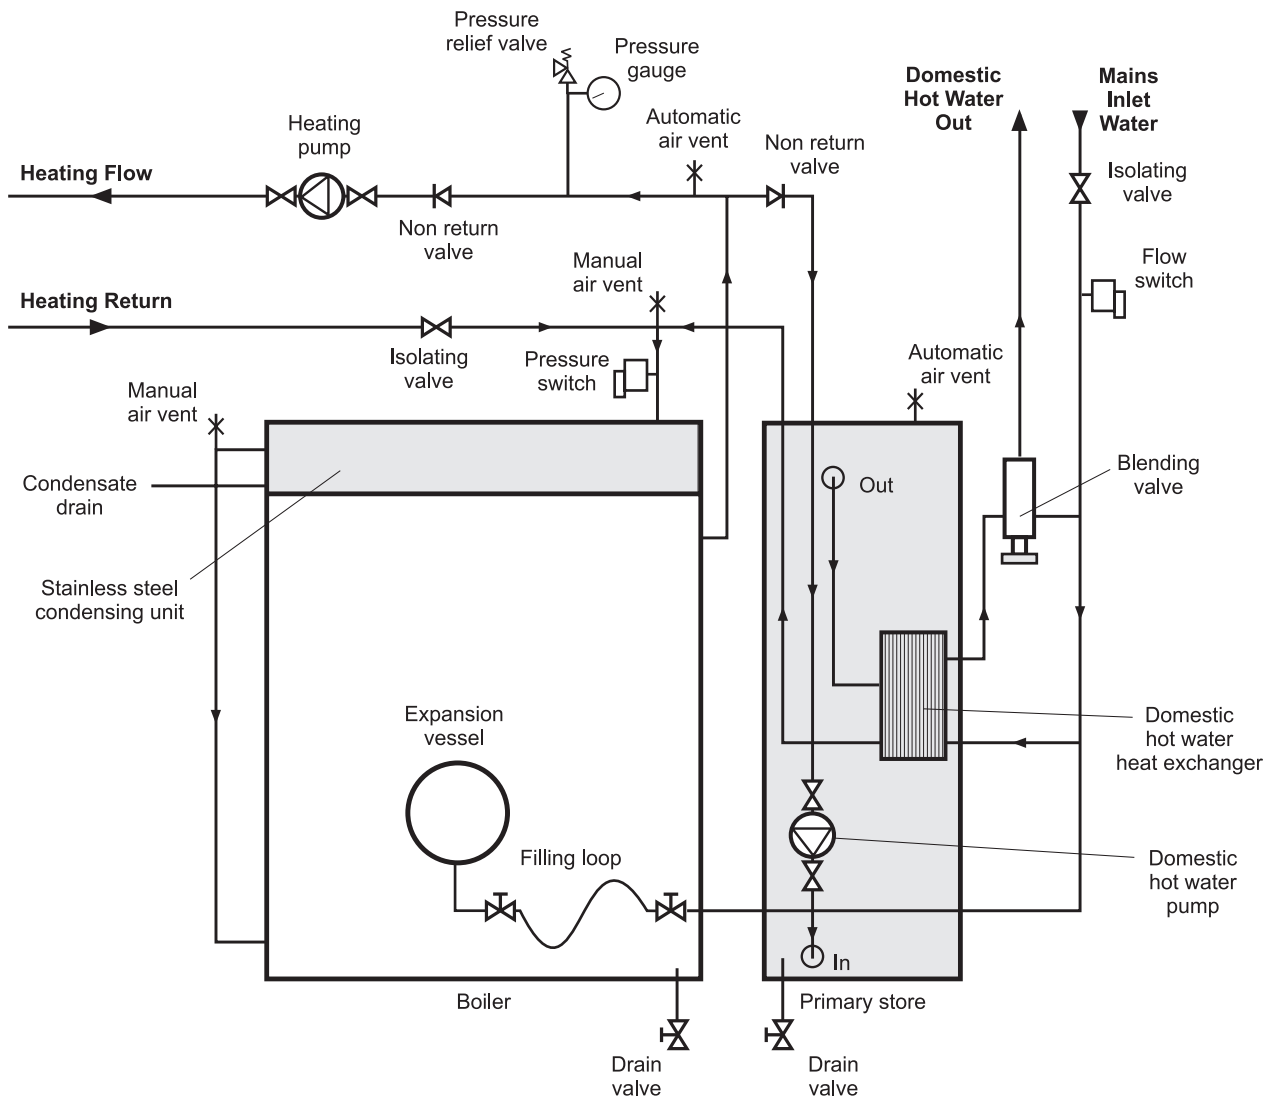 Pressure
relief valve
Pressure
gauge
Domestic
Hot Water
Out
Mains
Inlet
Water
Automatic
air vent
Heating
pump
Non return
valve
Heating Flow
Isolating
valve
Non return
valve
Manual
air vent
Flow
switch
Heating Return
Isolating
valve
Pressure
switch
Automatic
air vent
Manual
air vent
Condensate
drain
Out
Blending
valve
Stainless steel
condensing unit
Expansion
vessel
Domestic
hot water
heat exchanger
Filling loop
Domestic
hot water
pump
In
Boiler
Primary store
Drain
valve
Drain
valve